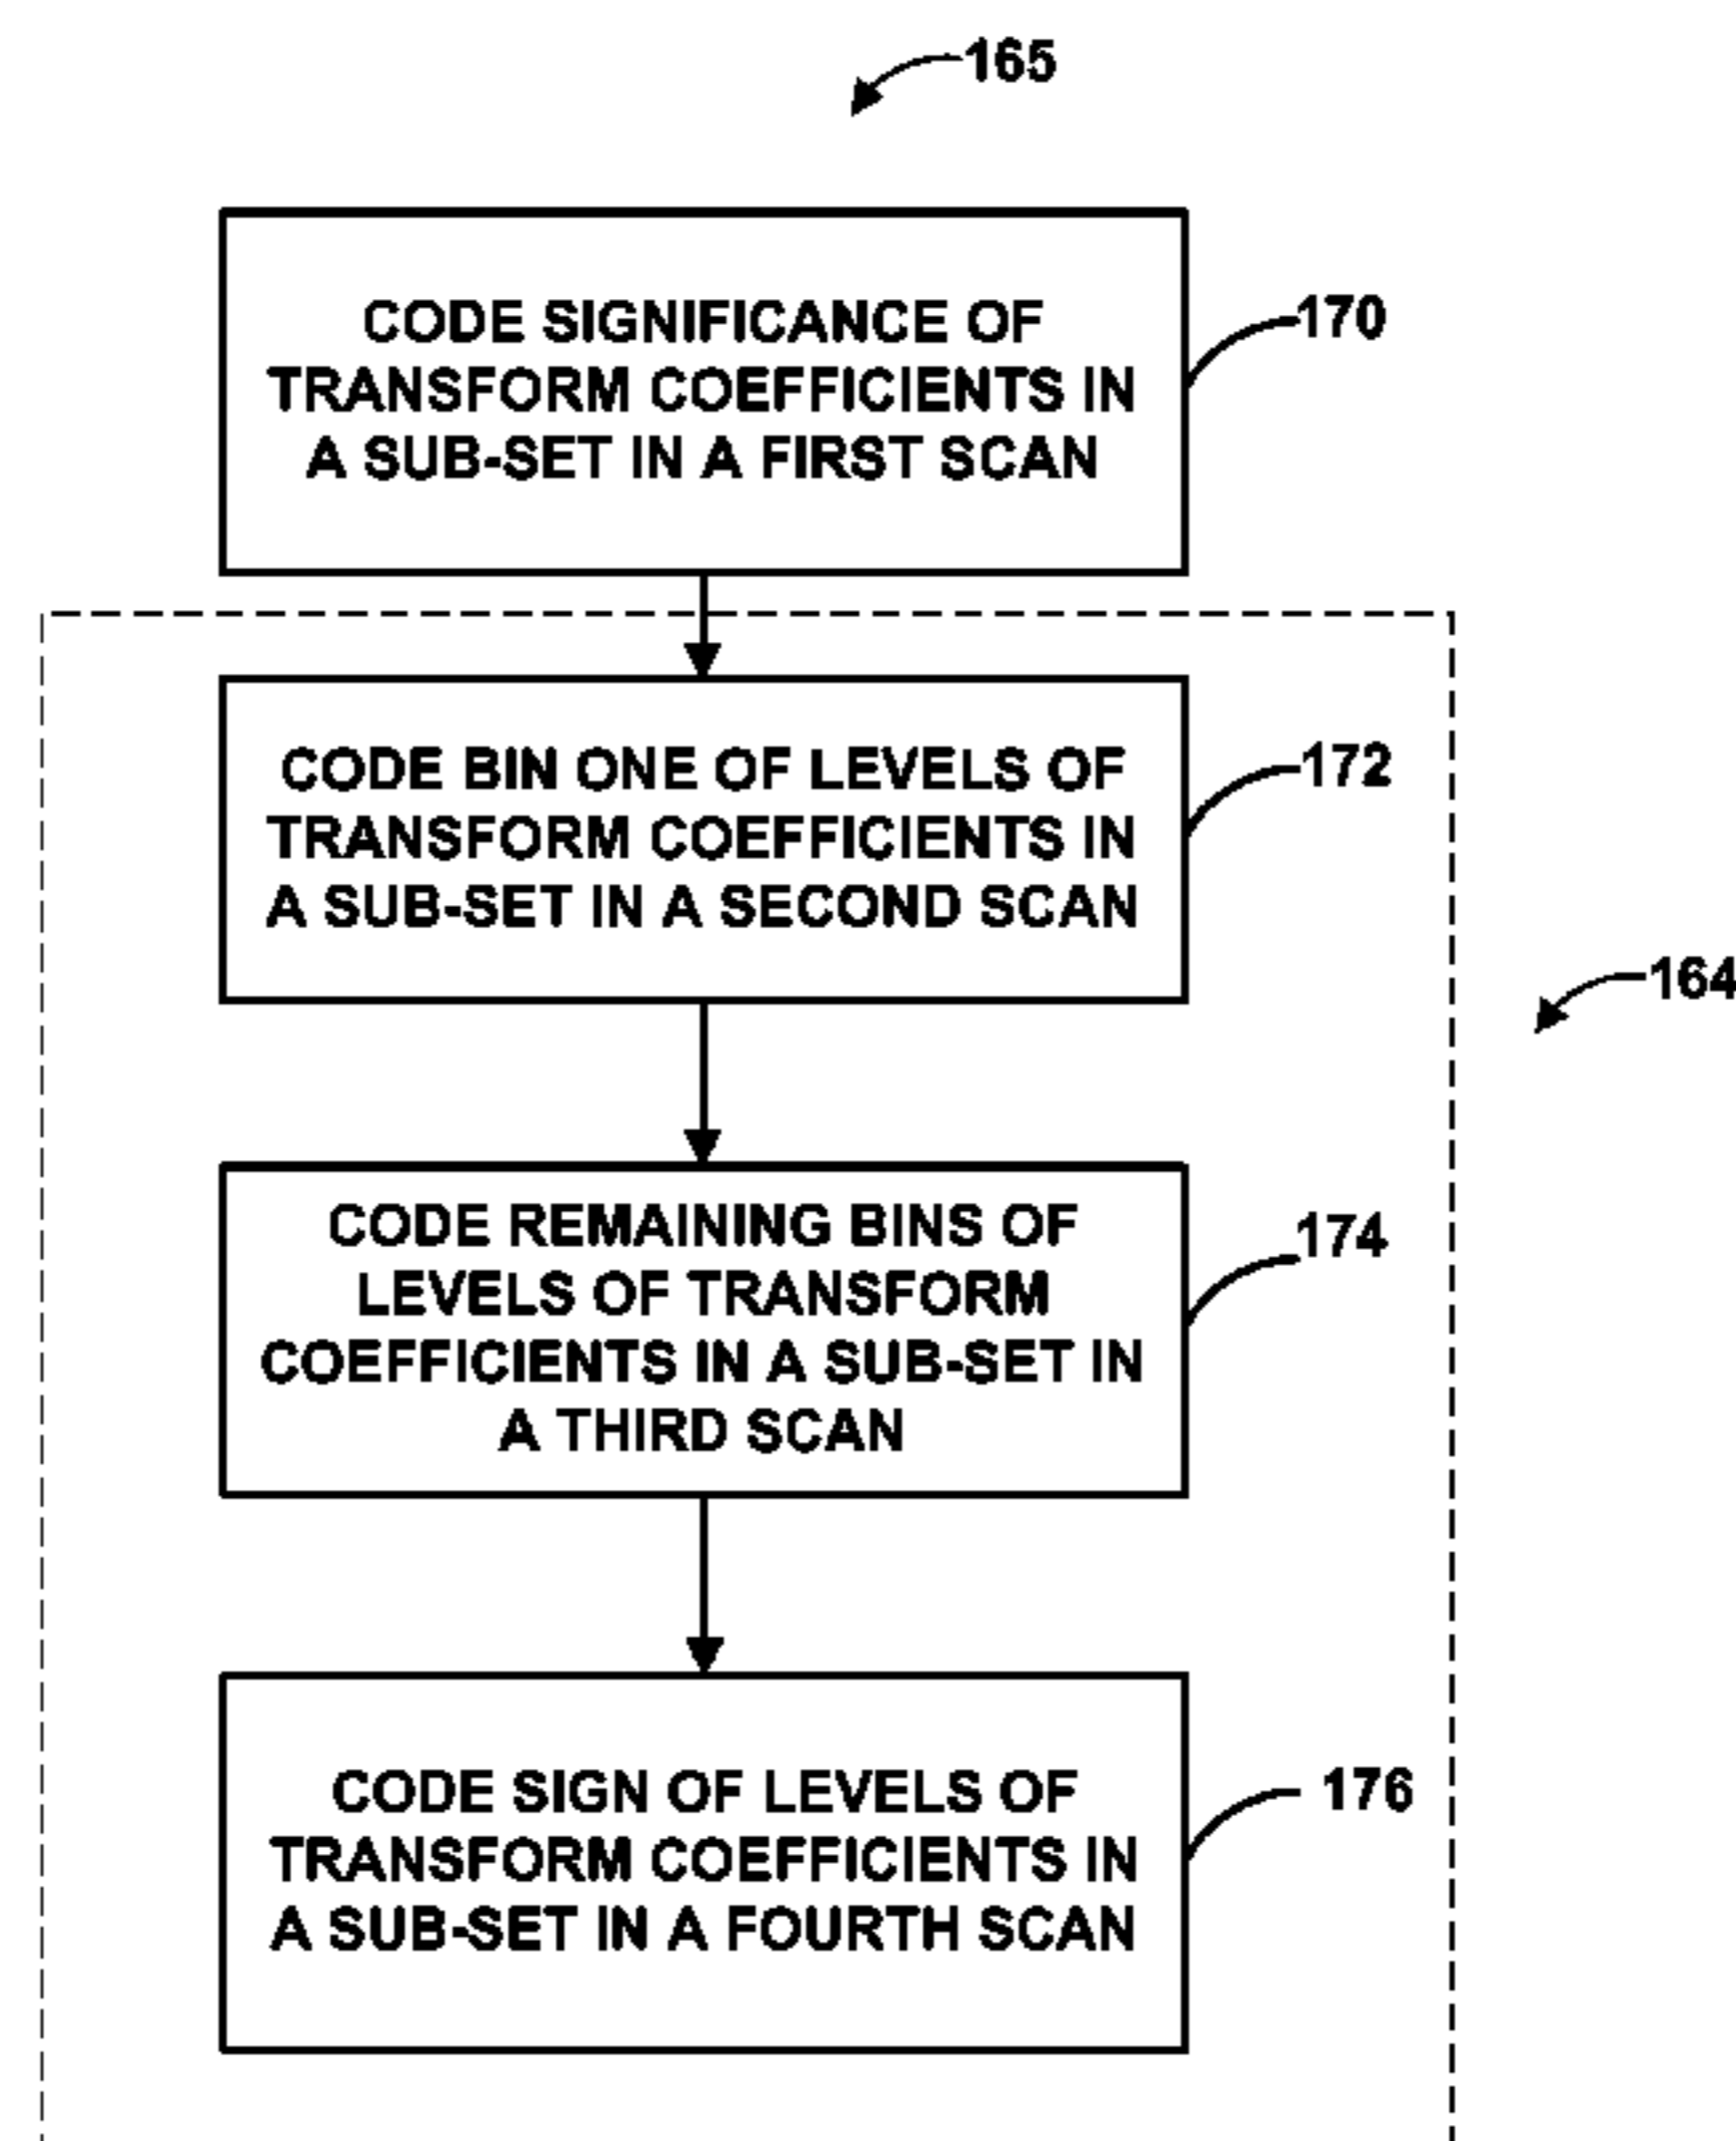 165
CODE SIGNIFICANCE OF
TRANSFORM COEFFICIENTS IN
A SUB-SET IN A FIRST SCAN
170
CODE BIN ONE OF LEVELS OF
TRANSFORM COEFFICIENTS IN
A SUB-SET IN A SECOND SCAN
172
164
CODE REMAINING BINS OF
LEVELS OF TRANSFORM
COEFFICIENTS IN A SUB-SET IN
A THIRD SCAN
174
CODE SIGN OF LEVELS OF
TRANSFORM COEFFICIENTS IN
A SUB-SET IN A FOURTH SCAN
176